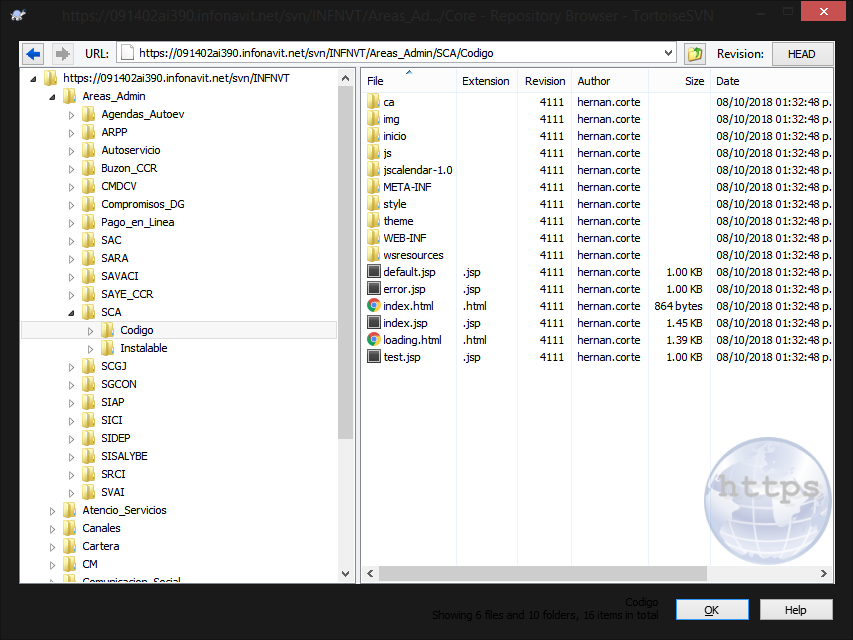 https://091402ai390.infonavit.net/svn/INFNVT/Areas_Ad.../Core - Repository Browser - TortoiseSVN
URL: https://091402ai390.infonavit.net/svn/INFNVT/Areas_Admin/SCA/Codigo Revision: HEAD
https://091402ai390.infonavit.net/svn/INFNVT
Areas_Admin
Agendas_Autoev
ARPP
Autoservicio
Buzon_CCR
CMDCV
Compromisos_DG
Pago_en_Linea
SAC
SARA
SAVACI
SAYE_CCR
SCA
Codigo
Instalable
SCGJ
SGCON
SIAP
SICI
SIDEP
SISALYBE
SRCI
SVAI
Atencio_Servicios
Canales
Cartera
CM
Comunicacion_Social
File Extension Revision Author Size Date
ca 4111 hernan.corte 08/10/2018 01:32:48 p.
img 4111 hernan.corte 08/10/2018 01:32:48 p.
inicio 4111 hernan.corte 08/10/2018 01:32:48 p.
js 4111 hernan.corte 08/10/2018 01:32:48 p.
jscalendar-1.0 4111 hernan.corte 08/10/2018 01:32:48 p.
META-INF 4111 hernan.corte 08/10/2018 01:32:48 p.
style 4111 hernan.corte 08/10/2018 01:32:48 p.
theme 4111 hernan.corte 08/10/2018 01:32:48 p.
WEB-INF 4111 hernan.corte 08/10/2018 01:32:48 p.
wsresources 4111 hernan.corte 08/10/2018 01:32:48 p.
default.jsp .jsp 4111 hernan.corte 1.00 KB 08/10/2018 01:32:48 p.
error.jsp .jsp 4111 hernan.corte 1.00 KB 08/10/2018 01:32:48 p.
index.html .html 4111 hernan.corte 864 bytes 08/10/2018 01:32:48 p.
index.jsp .jsp 4111 hernan.corte 1.45 KB 08/10/2018 01:32:48 p.
loading.html .html 4111 hernan.corte 1.39 KB 08/10/2018 01:32:48 p.
test.jsp .jsp 4111 hernan.corte 1.00 KB 08/10/2018 01:32:48 p.
https
Codigo
Showing 6 files and 10 folders, 16 items in total
OK Help